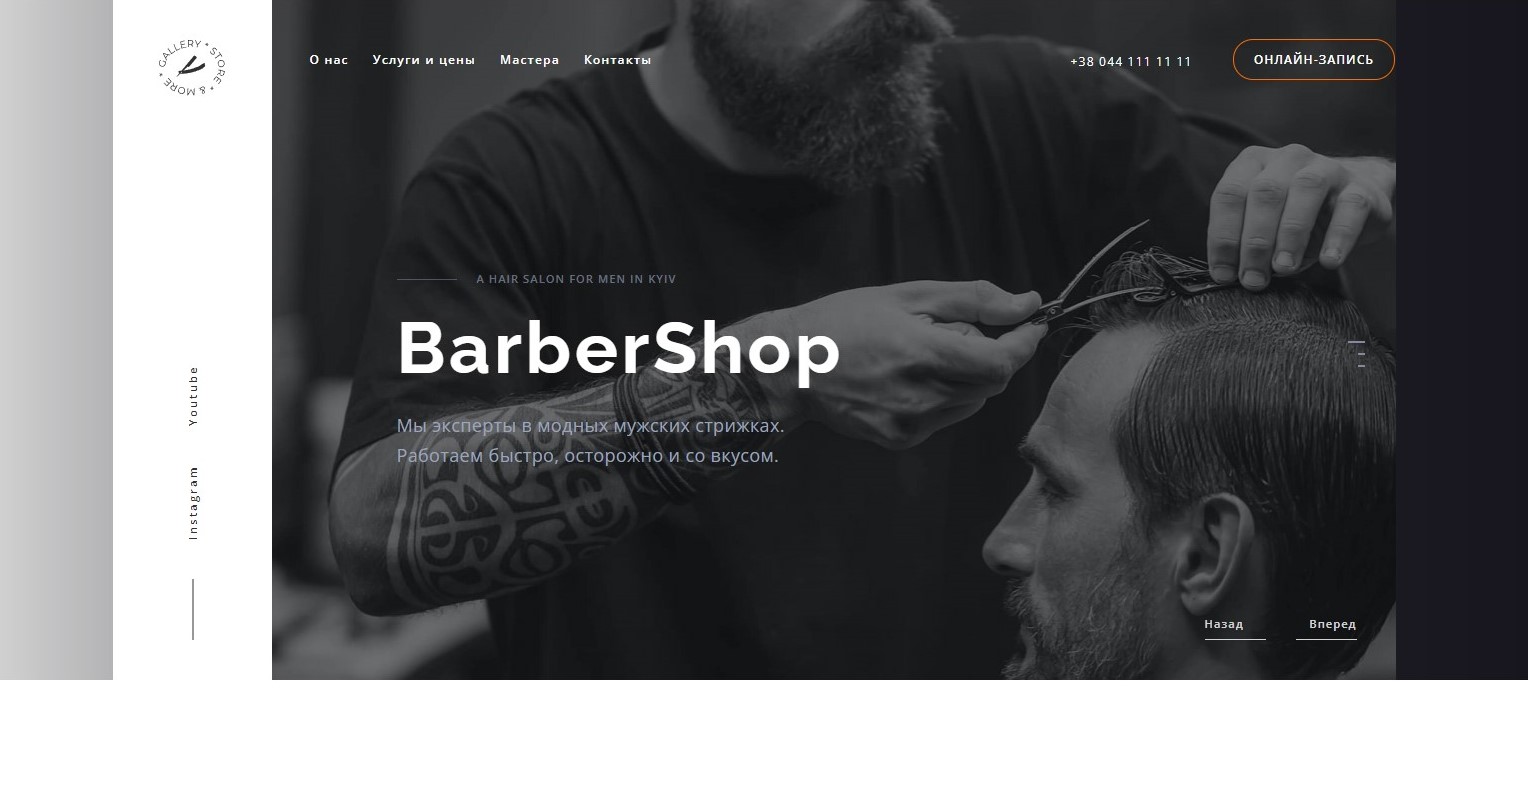 GALLERY * STORE * & MORE *
О нас
Услуги и цены
Мастера
Контакты
+38 044 111 11 11
ОНЛАЙН-ЗАПИСЬ
A HAIR SALON FOR MEN IN KYIV
BarberShop
Мы эксперты в модных мужских стрижках.
Работаем быстро, осторожно и со вкусом.
Youtube
Instagram
Назад
Вперед